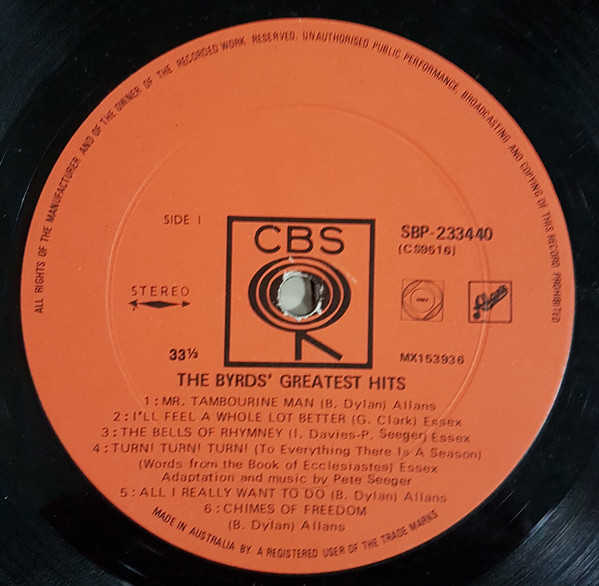 ALL RIGHTS OF THE MANUFACTURER AND OF THE OWNER OF THE RECORDED WORK RESERVED. UNAUTHORISED PUBLIC PERFORMANCE, BROADCASTING AND COPYING OF THIS RECORD PROHIBITED
SIDE I
CBS
SBP-233440
(CS9516)
STEREO
33⅓
MX153936
THE BYRDS' GREATEST HITS
1 : MR. TAMBOURINE MAN (B. Dylan) Allans
2 : I'LL FEEL A WHOLE LOT BETTER (G. Clark) Essex
3 : THE BELLS OF RHYMNEY (I. Davies-P. Seeger) Essex
4 : TURN! TURN! TURN! (To Everything There Is A Season)
(Words from the Book of Ecclesiastes) Essex
Adaptation and music by Pete Seeger
5 : ALL I REALLY WANT TO DO (B. Dylan) Allans
6 : CHIMES OF FREEDOM
(B. Dylan) Allans
MADE IN AUSTRALIA BY A REGISTERED USER OF THE TRADE MARKS